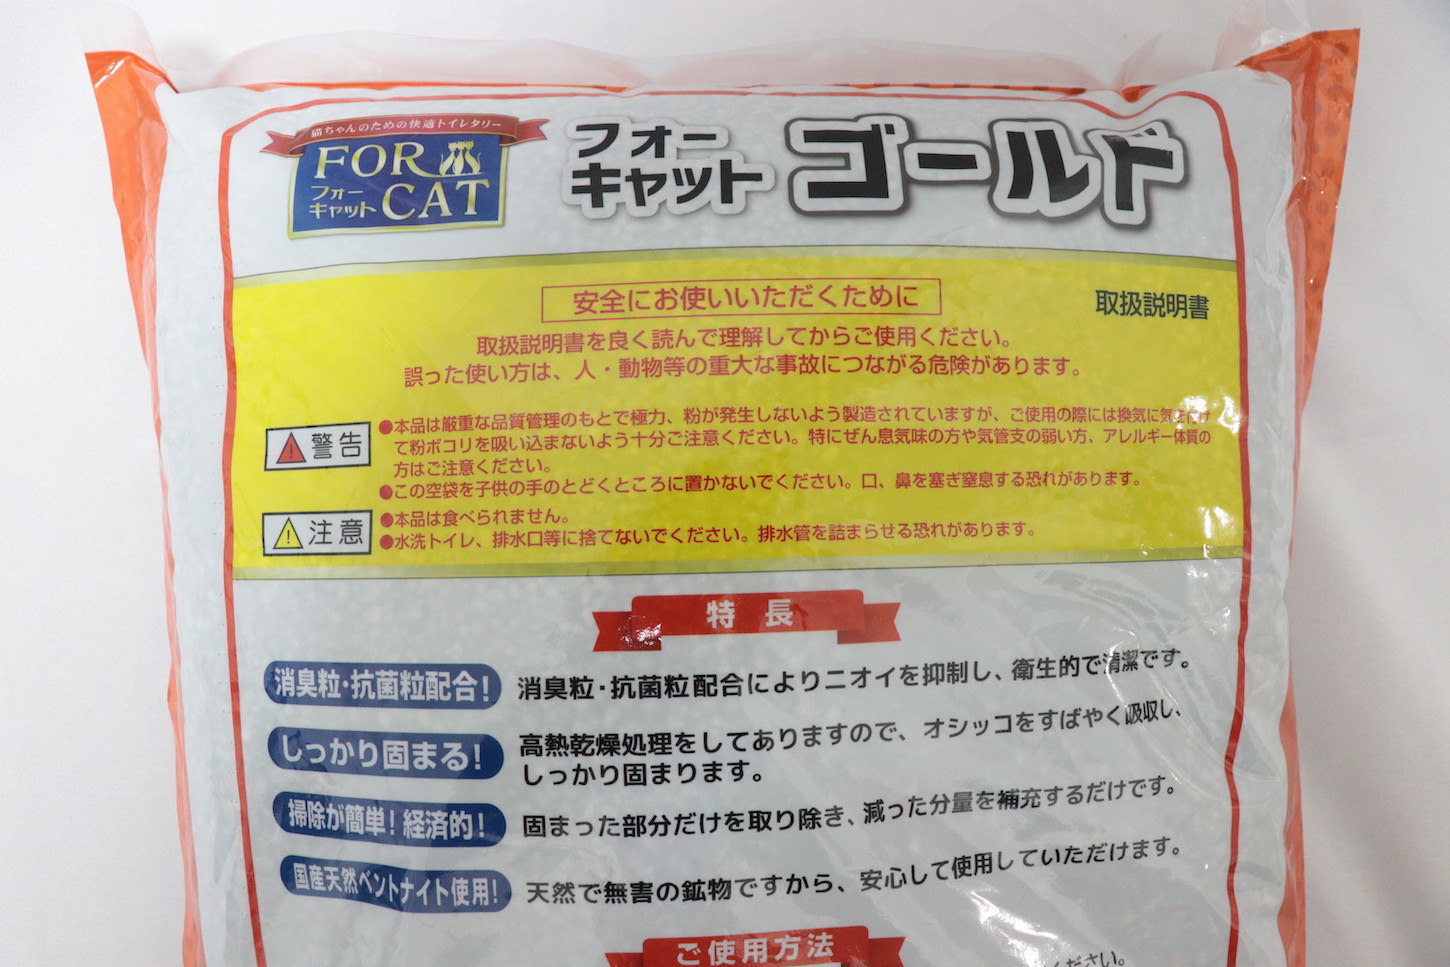 猫ちゃんのための快適トイレタリー
FOR
フォー
キャット CAT
フォー
キャット ゴールド
安全にお使いいただくために
取扱説明書
取扱説明書を良く読んで理解してからご使用ください。
誤った使い方は、人・動物等の重大な事故につながる危険があります。
警告
●本品は厳重な品質管理のもとで極力、粉が発生しないよう製造されていますが、ご使用の際には換気に気を付け
て粉ボコリを吸い込まないよう十分ご注意ください。特にぜん息気味の方や気管支の弱い方、アレルギー体質の
方はご注意ください。
●この空袋を子供の手のとどくところに置かないでください。口、鼻を塞ぎ窒息する恐れがあります。
注意
●本品は食べられません。
●水洗トイレ、排水口等に捨てないでください。排水管を詰まらせる恐れがあります。
特長
消臭粒・抗菌粒配合！
消臭粒・抗菌粒配合によりニオイを抑制し、衛生的で清潔です。
しっかり固まる！
高熱乾燥処理をしてありますので、オシッコをすばやく吸収し、
しっかり固まります。
掃除が簡単！経済的！
固まった部分だけを取り除き、減った分量を補充するだけです。
国産天然ベントナイト使用！
天然で無害の鉱物ですから、安心して使用していただけます。
ご使用方法
ください。